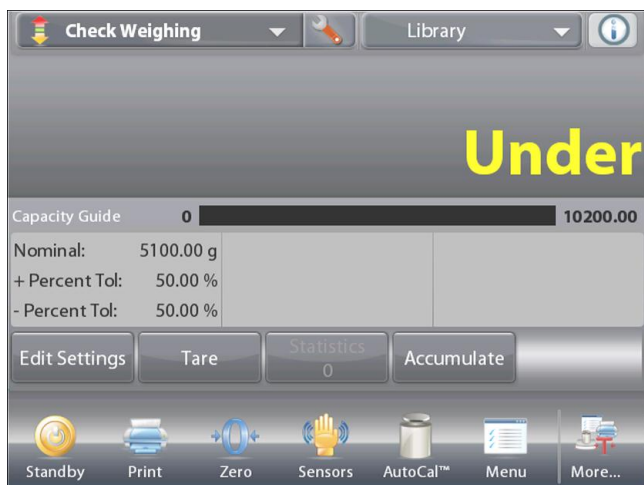 Check Weighing Library
Under
Capacity Guide 0 10200.00
Nominal: 5100.00 g
+ Percent Tol: 50.00 %
- Percent Tol: 50.00 %
Edit Settings Tare Statistics 0 Accumulate
Standby Print Zero Sensors AutoCal™ Menu More...